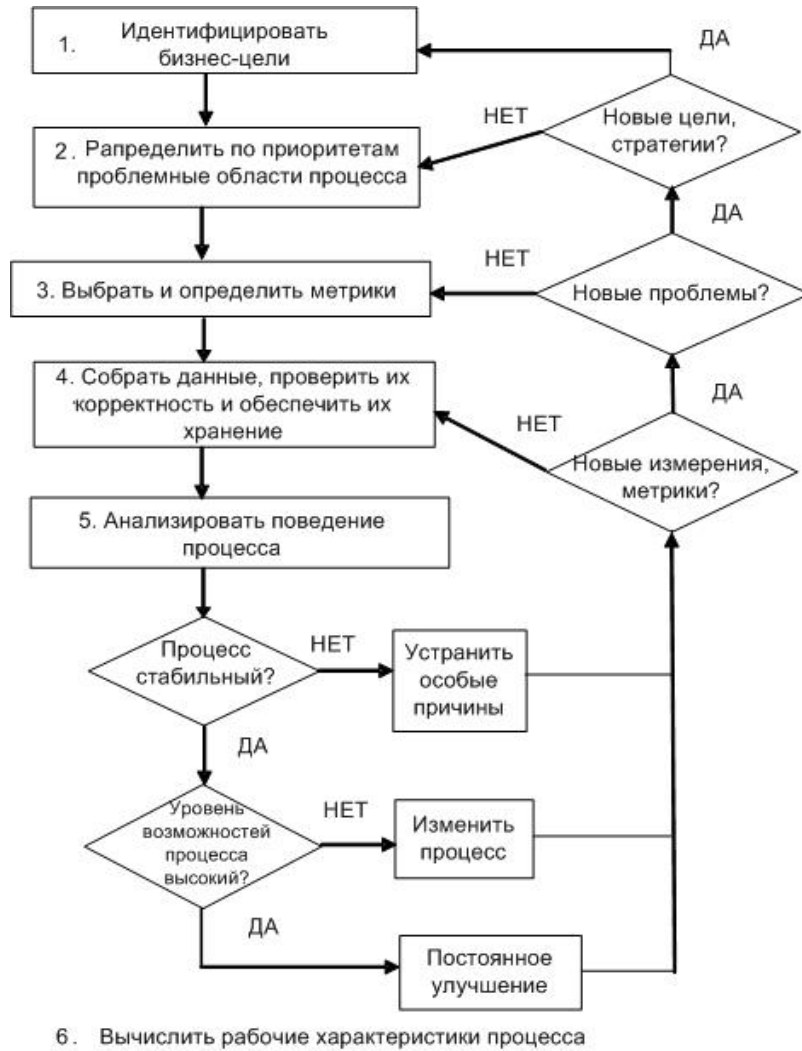 1. Идентифицировать
бизнес-цели
ДА
НЕТ
Новые цели,
стратегии?
2. Рапределить по приоритетам
проблемные области процесса
ДА
НЕТ
3. Выбрать и определить метрики
Новые проблемы?
4. Собрать данные, проверить их
корректность и обеспечить их
хранение
ДА
НЕТ
Новые измерения,
метрики?
5. Анализировать поведение
процесса
Процесс
стабильный?
НЕТ
Устранить
особые
причины
ДА
Уровень
возможностей
процесса
высокий?
НЕТ
Изменить
процесс
ДА
Постоянное
улучшение
6. Вычислить рабочие характеристики процесса